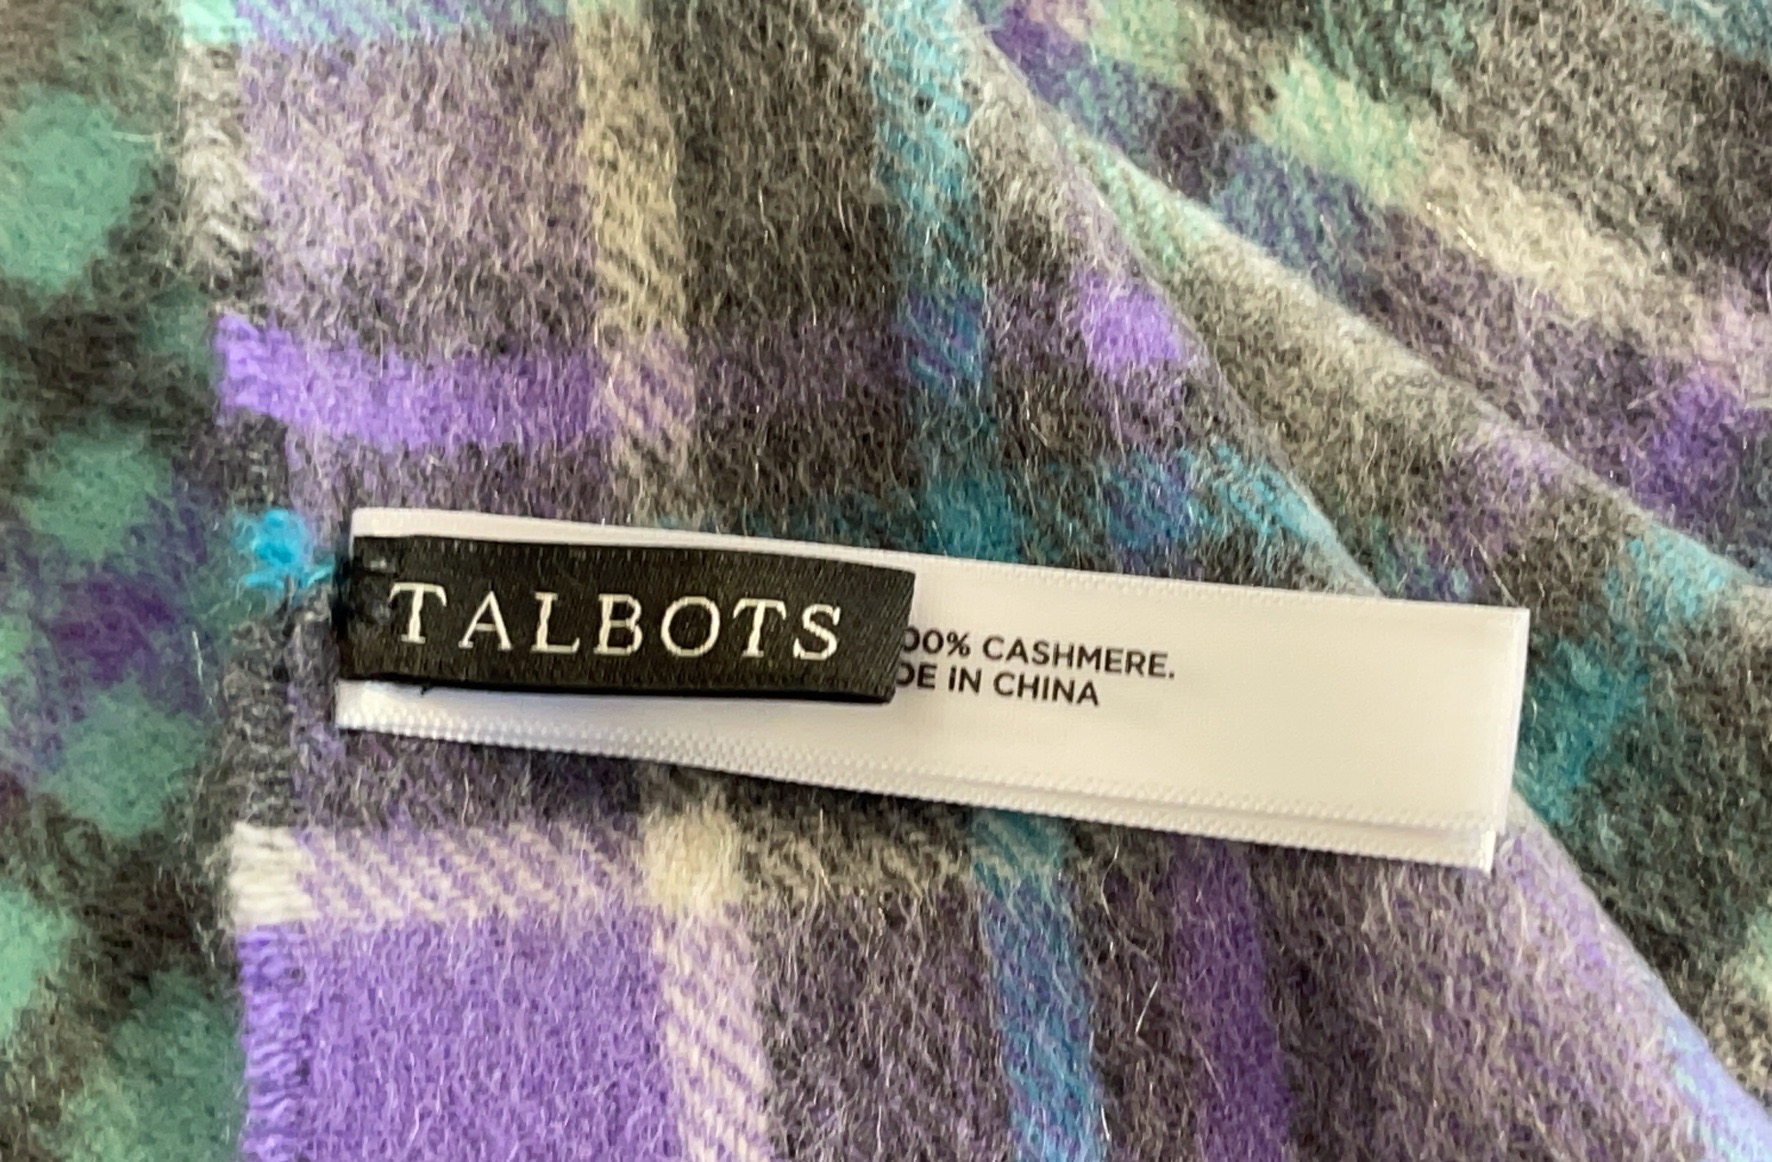 TALBOTS
00% CASHMERE.
DE IN CHINA